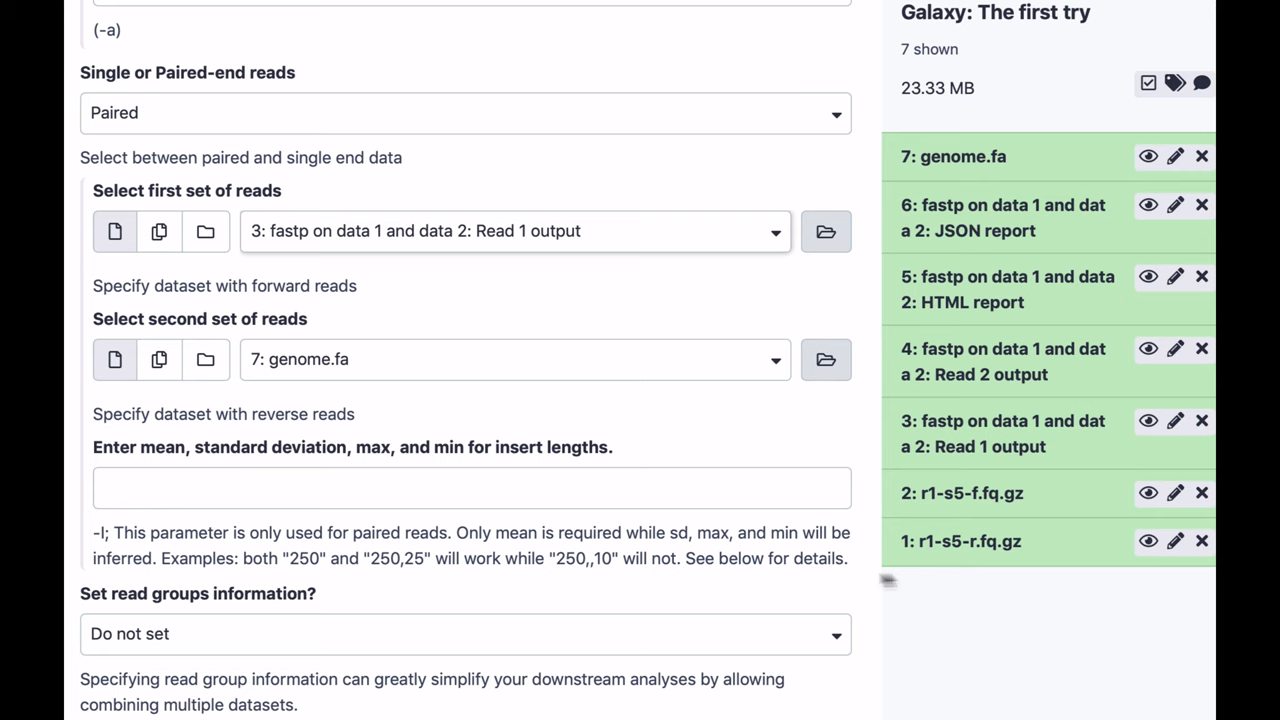 (-a)
Single or Paired-end reads
Paired
Select between paired and single end data
Select first set of reads
3: fastp on data 1 and data 2: Read 1 output
Specify dataset with forward reads
Select second set of reads
7: genome.fa
Specify dataset with reverse reads
Enter mean, standard deviation, max, and min for insert lengths.
-I; This parameter is only used for paired reads. Only mean is required while sd, max, and min will be
inferred. Examples: both "250" and "250,25" will work while "250,,10" will not. See below for details.
Set read groups information?
Do not set
Specifying read group information can greatly simplify your downstream analyses by allowing
combining multiple datasets.
Galaxy: The first try
7 shown
23.33 MB
7: genome.fa
6: fastp on data 1 and dat
a 2: JSON report
5: fastp on data 1 and data
2: HTML report
4: fastp on data 1 and dat
a 2: Read 2 output
3: fastp on data 1 and dat
a 2: Read 1 output
2: r1-s5-f.fq.gz
1: r1-s5-r.fq.gz